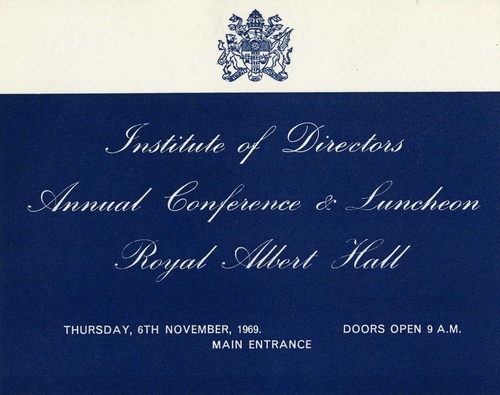 Institute of Directors
Annual Conference & Luncheon
Royal Albert Hall
THURSDAY, 6TH NOVEMBER, 1969. DOORS OPEN 9 A.M.
MAIN ENTRANCE